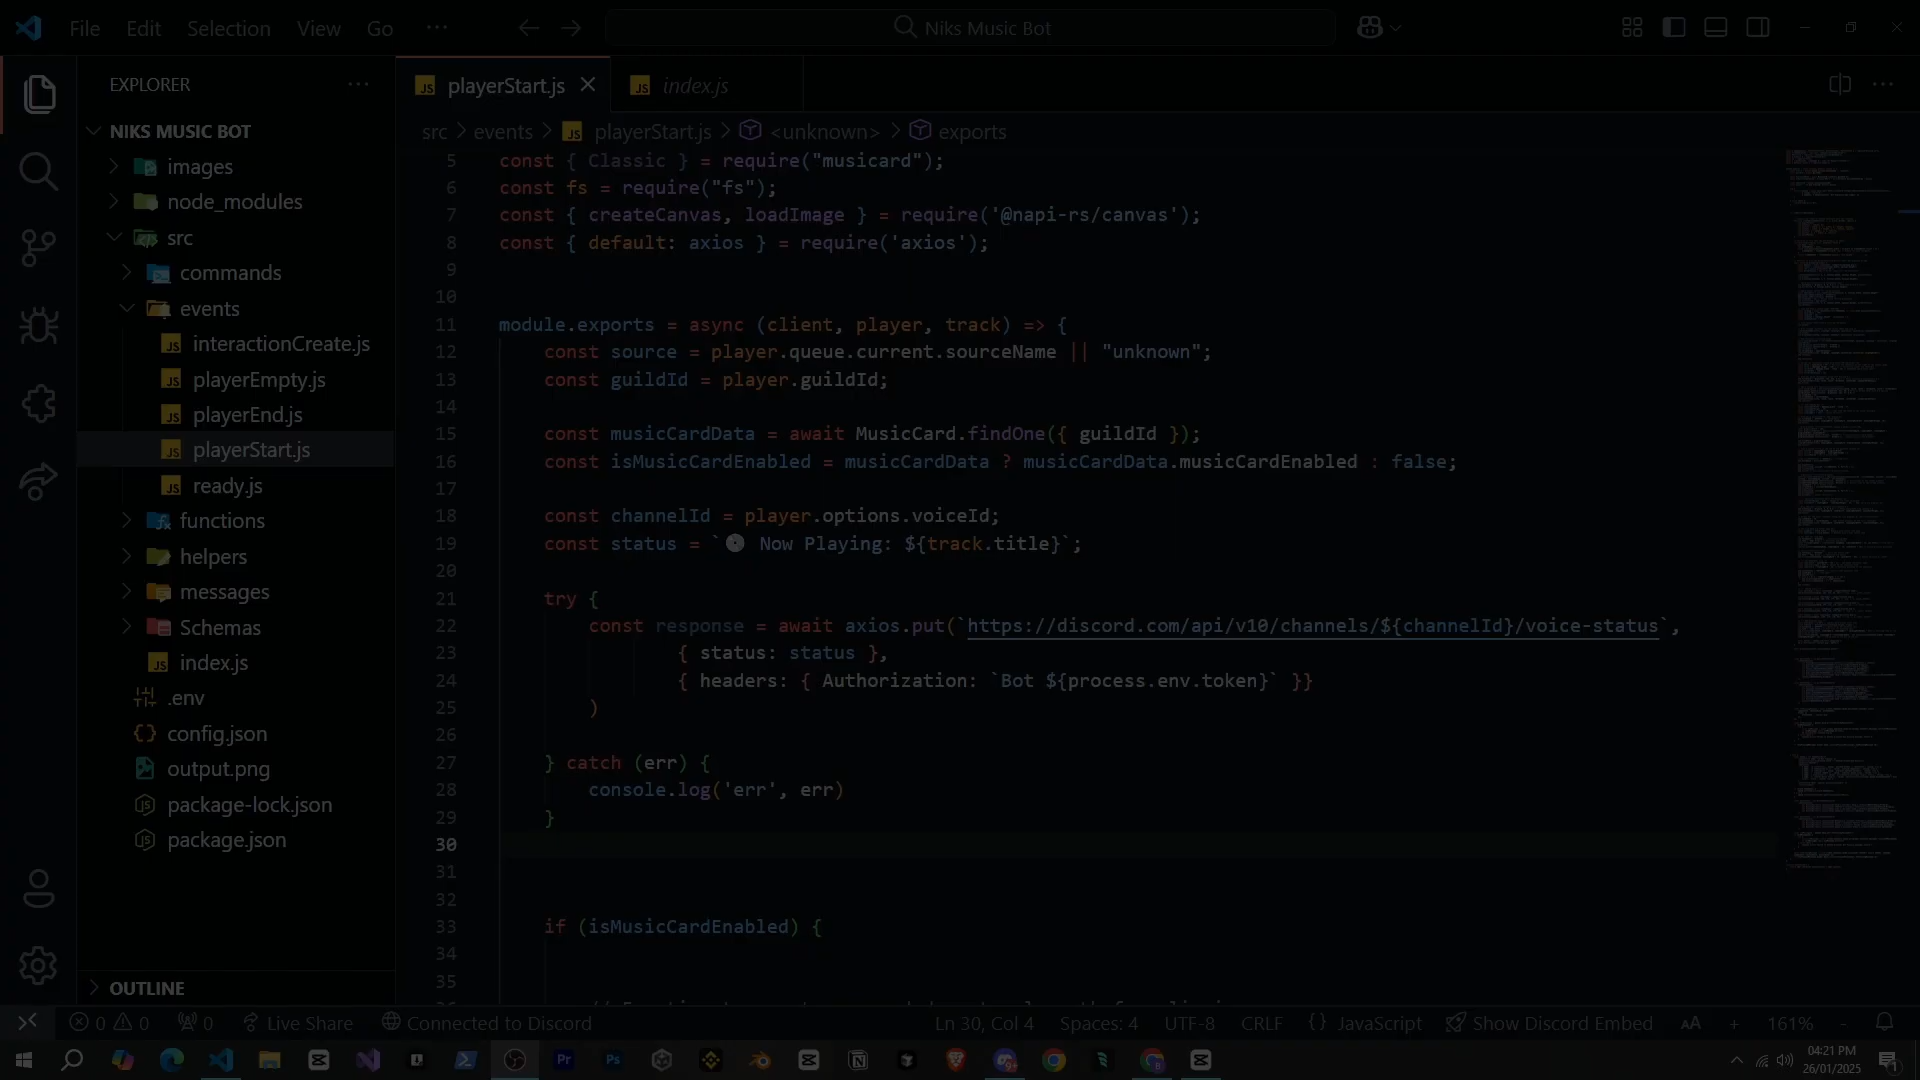 File Edit Selection View Go ···
Niks Music Bot
EXPLORER
NIKS MUSIC BOT
images
node_modules
src
commands
events
interactionCreate.js
playerEmpty.js
playerEnd.js
playerStart.js
ready.js
functions
helpers
messages
Schemas
index.js
.env
config.json
output.png
package-lock.json
package.json
OUTLINE
playerStart.js
index.js
src > events > playerStart.js > <unknown> > exports
5 const { Classic } = require("musicard");
6 const fs = require("fs");
7 const { createCanvas, loadImage } = require('@napi-rs/canvas');
8 const { default: axios } = require('axios');
9
10
11 module.exports = async (client, player, track) => {
12 const source = player.queue.current.sourceName || "unknown";
13 const guildId = player.guildId;
14
15 const musicCardData = await MusicCard.findOne({ guildId });
16 const isMusicCardEnabled = musicCardData ? musicCardData.musicCardEnabled : false;
17
18 const channelId = player.options.voiceId;
19 const status = ` Now Playing: ${track.title}`;
20
21 try {
22 const response = await axios.put(`https://discord.com/api/v10/channels/${channelId}/voice-status`,
23 { status: status },
24 { headers: { Authorization: `Bot ${process.env.token}` }}
25 )
26
27 } catch (err) {
28 console.log('err', err)
29 }
30
31
32
33 if (isMusicCardEnabled) {
34
35
0 0 0 Live Share Connected to Discord Ln 30, Col 4 Spaces: 4 UTF-8 CRLF {} JavaScript Show Discord Embed AA + 161% -
04:21 PM
26/01/2025